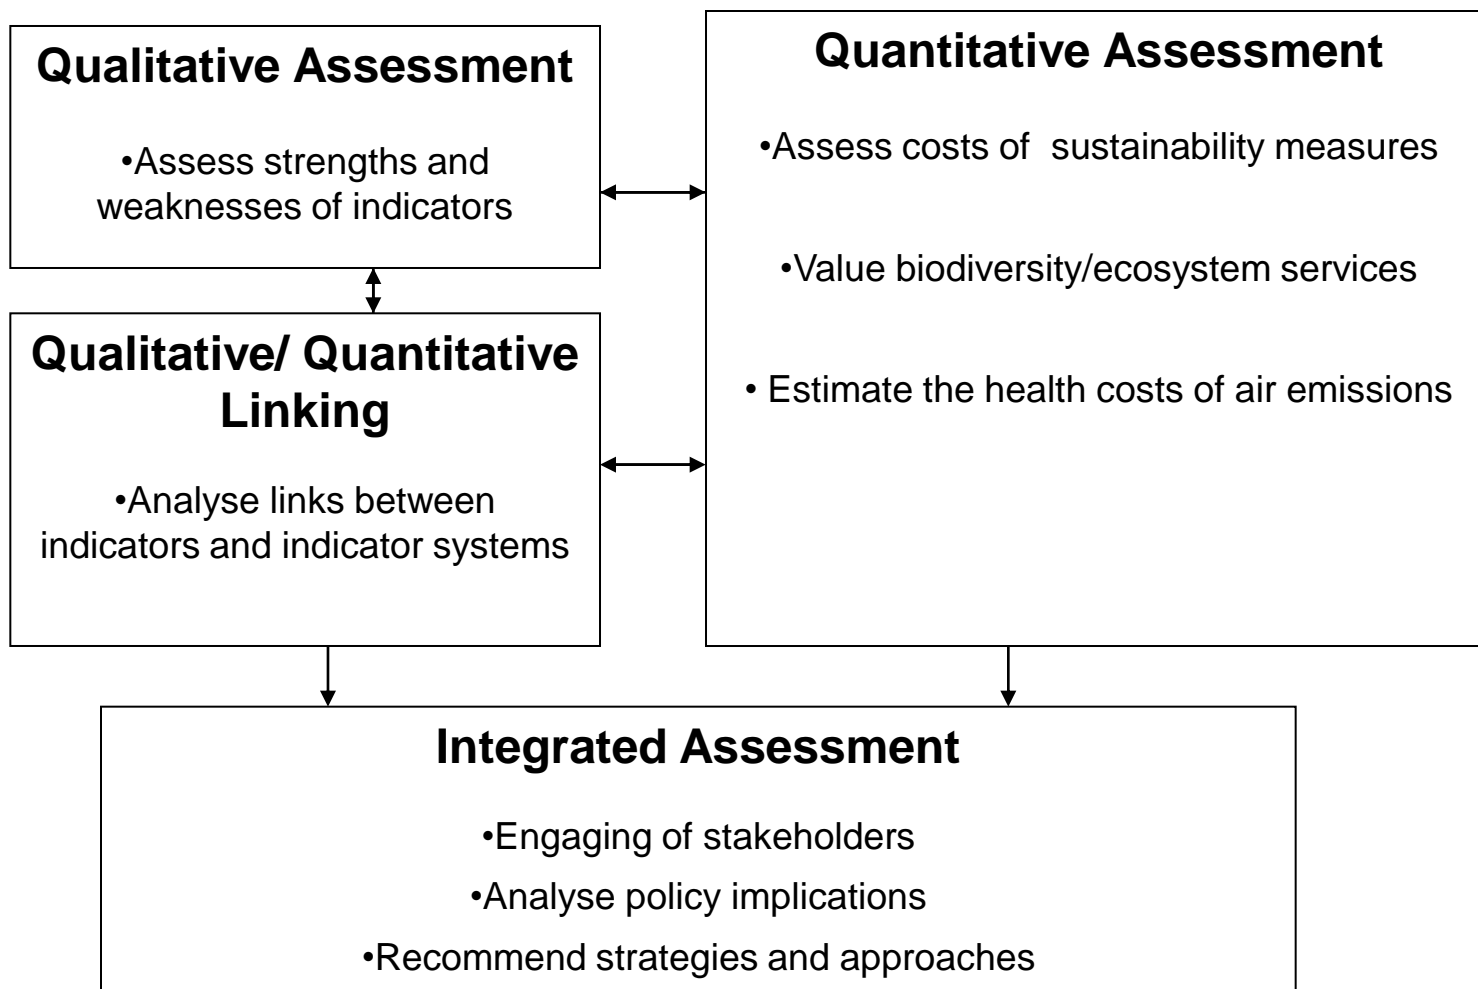 Qualitative Assessment
•Assess strengths and
weaknesses of indicators
Qualitative/ Quantitative
Linking
•Analyse links between
indicators and indicator systems
Quantitative Assessment
•Assess costs of  sustainability measures
•Value biodiversity/ecosystem services
• Estimate the health costs of air emissions
Integrated Assessment
•Engaging of stakeholders
•Analyse policy implications
•Recommend strategies and approaches